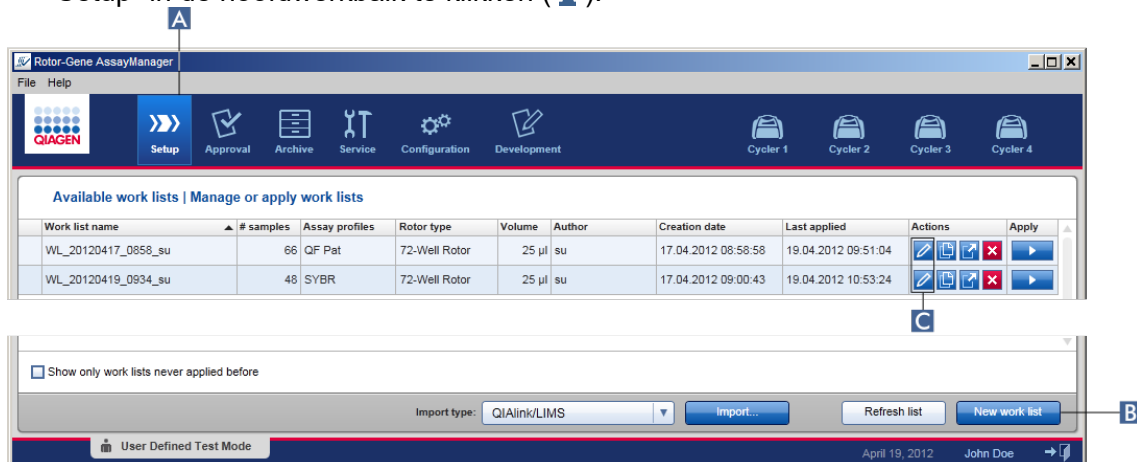 "Setup" in de hoofdwerkbalk te klikken (A).
A
Rotor-Gene AssayManager
File Help
QIAGEN
Setup Approval Archive Service Configuration Development Cycler 1 Cycler 2 Cycler 3 Cycler 4
Available work lists | Manage or apply work lists
Work list name # samples Assay profiles Rotor type Volume Author Creation date Last applied Actions Apply
WL_20120417_0858_su 66 QF Pat 72-Well Rotor 25 µl su 17.04.2012 08:58:58 19.04.2012 09:51:04
WL_20120419_0934_su 48 SYBR 72-Well Rotor 25 µl su 17.04.2012 09:00:43 19.04.2012 10:53:24
C
Show only work lists never applied before
Import type: QIAlink/LIMS Import... Refresh list New work list
B
User Defined Test Mode
April 19, 2012 John Doe